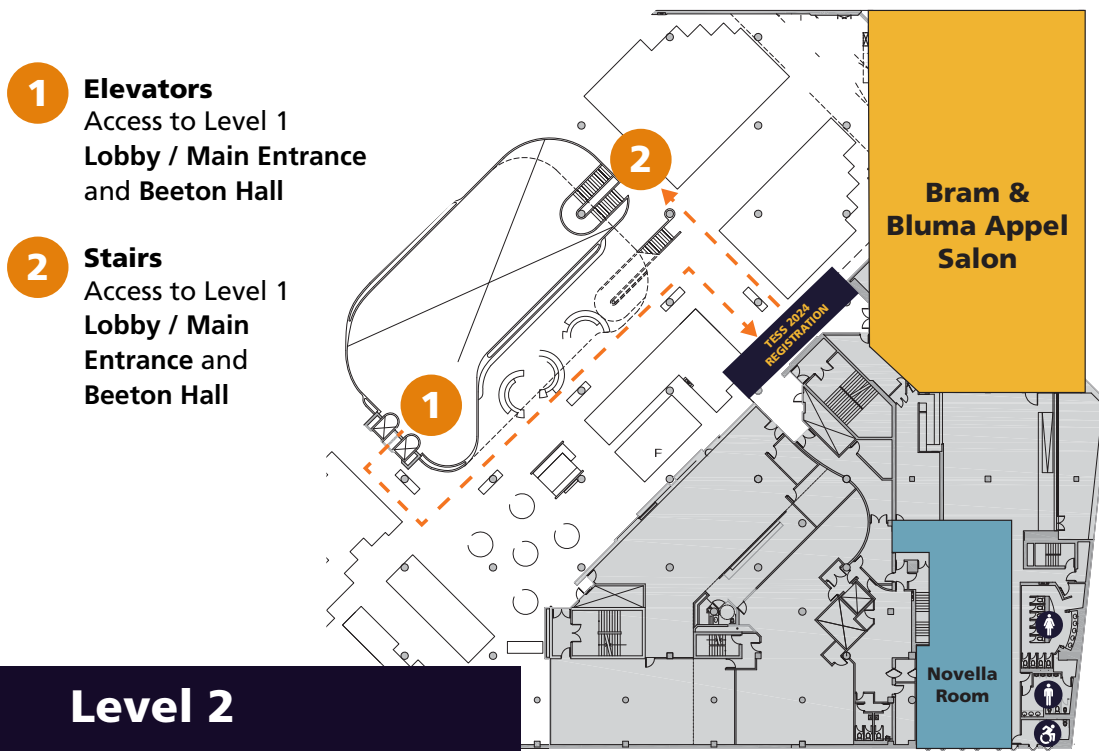 1
Elevators
Access to Level 1
Lobby / Main Entrance
and Beeton Hall
2
Stairs
Access to Level 1
Lobby / Main
Entrance and
Beeton Hall
2
1
Bram &
Bluma Appel
Salon
TESS 2024
REGISTRATION
F
Novella
Room
Level 2